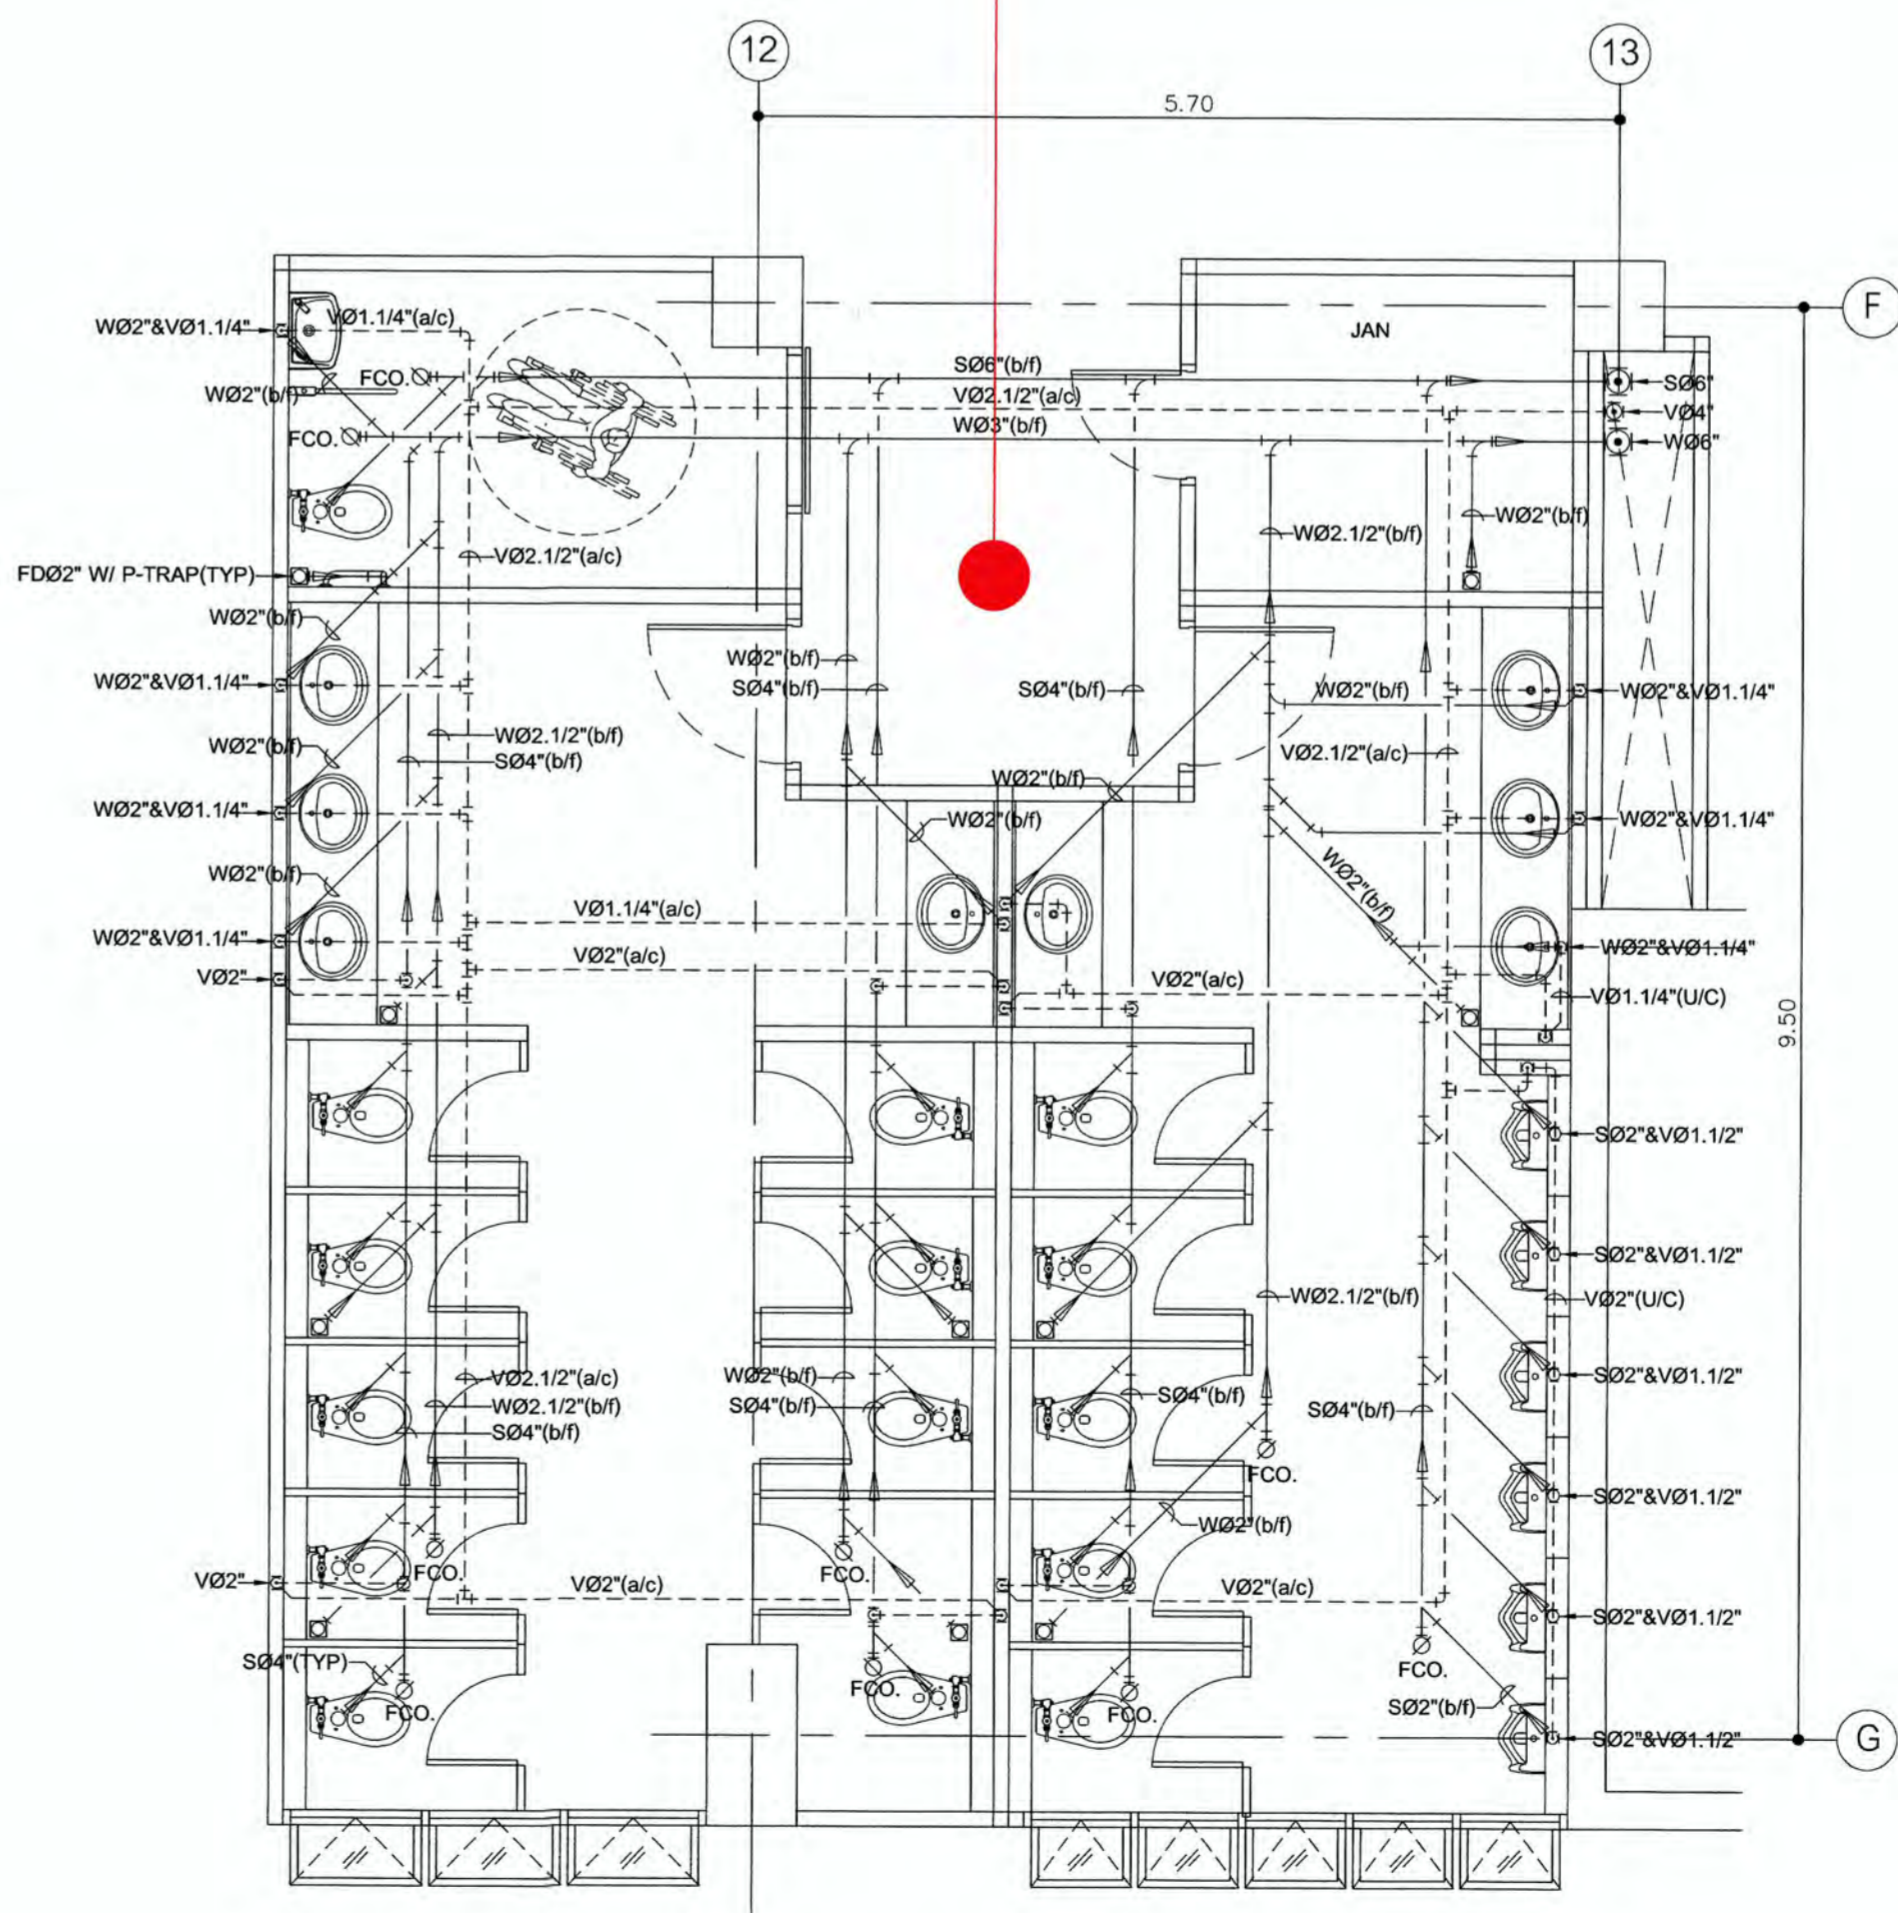 12
13
5.70
F
JAN
WØ2"&VØ1.1/4"
VØ1.1/4"(a/c)
FCO.
SØ6"(b/f)
SØ6"
WØ2"(b/f)
VØ2.1/2"(a/c)
VØ4"
FCO.
WØ3"(b/f)
WØ6"
WØ2"(b/f)
WØ2.1/2"(b/f)
VØ2.1/2"(a/c)
FDØ2" W/ P-TRAP(TYP)
WØ2"(b/f)
WØ2"(b/f)
WØ2"&VØ1.1/4"
SØ4"(b/f)
SØ4"(b/f)
WØ2"(b/f)
WØ2"&VØ1.1/4"
WØ2"(b/f)
WØ2.1/2"(b/f)
SØ4"(b/f)
VØ2.1/2"(a/c)
WØ2"(b/f)
WØ2"&VØ1.1/4"
WØ2"(b/f)
WØ2"&VØ1.1/4"
WØ2"(b/f)
WØ2"(b/f)
VØ1.1/4"(a/c)
WØ2"&VØ1.1/4"
WØ2"&VØ1.1/4"
VØ2"(a/c)
VØ2"
VØ2"(a/c)
VØ1.1/4"(U/C)
9.50
SØ2"&VØ1.1/2"
SØ2"&VØ1.1/2"
WØ2.1/2"(b/f)
VØ2"(U/C)
VØ2.1/2"(a/c)
WØ2"(b/f)
SØ2"&VØ1.1/2"
WØ2.1/2"(b/f)
SØ4"(b/f)
SØ4"(b/f)
SØ4"(b/f)
SØ4"(b/f)
FCO.
SØ2"&VØ1.1/2"
WØ2"(b/f)
FCO.
FCO.
VØ2"
VØ2"(a/c)
VØ2"(a/c)
SØ2"&VØ1.1/2"
SØ4"(TYP)
FCO.
FCO.
FCO.
FCO.
SØ2"(b/f)
SØ2"&VØ1.1/2"
G